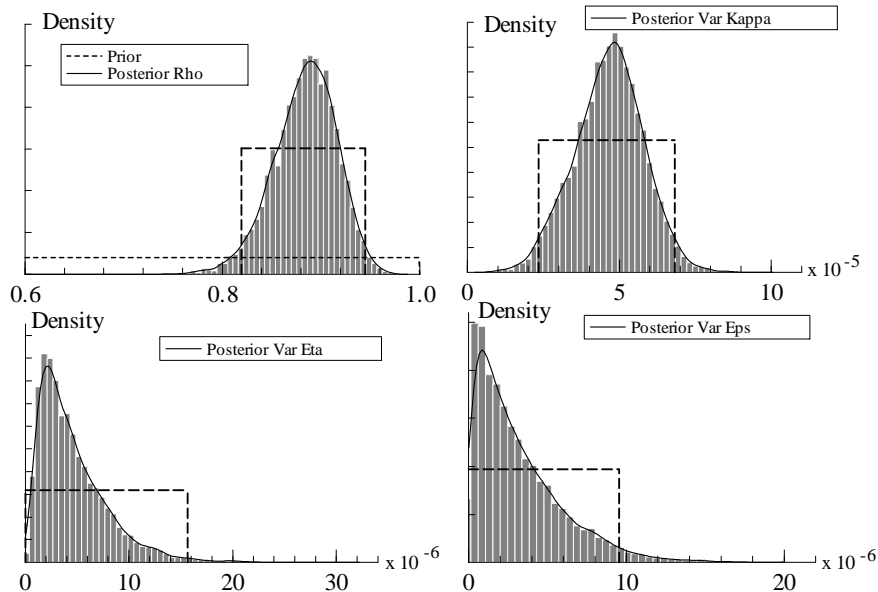 Density
Prior
Posterior Rho
0.6 0.8 1.0
Density
Posterior Var Kappa
0 5 10 x 10 -5
Density
Posterior Var Eta
0 10 20 30 x 10 -6
Density
Posterior Var Eps
0 10 20 x 10 -6